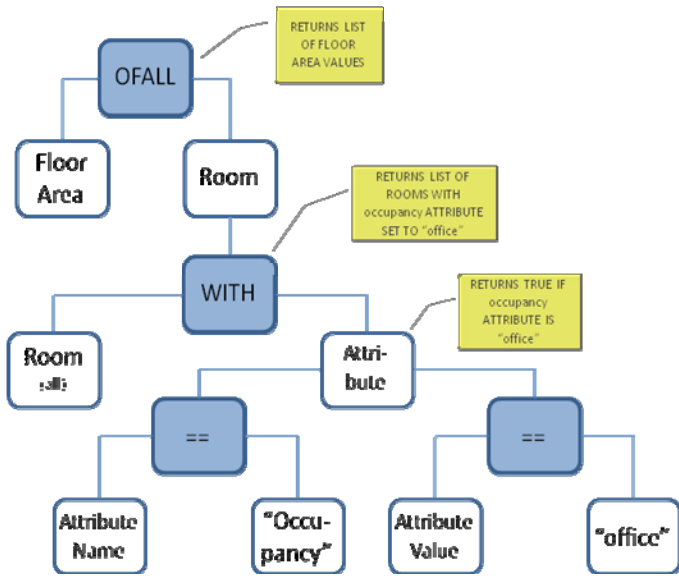 RETURNS LIST
OF FLOOR
AREA VALUES
OFALL
Floor
Area
Room
RETURNS LIST OF
ROOMS WITH
occupancy ATTRIBUTE
SET TO "office"
WITH
RETURNS TRUE IF
occupancy
ATTRIBUTE IS
"office"
Room
(all)
Attri-
bute
==
==
Attribute
Name
"Occu-
pancy"
Attribute
Value
"office"